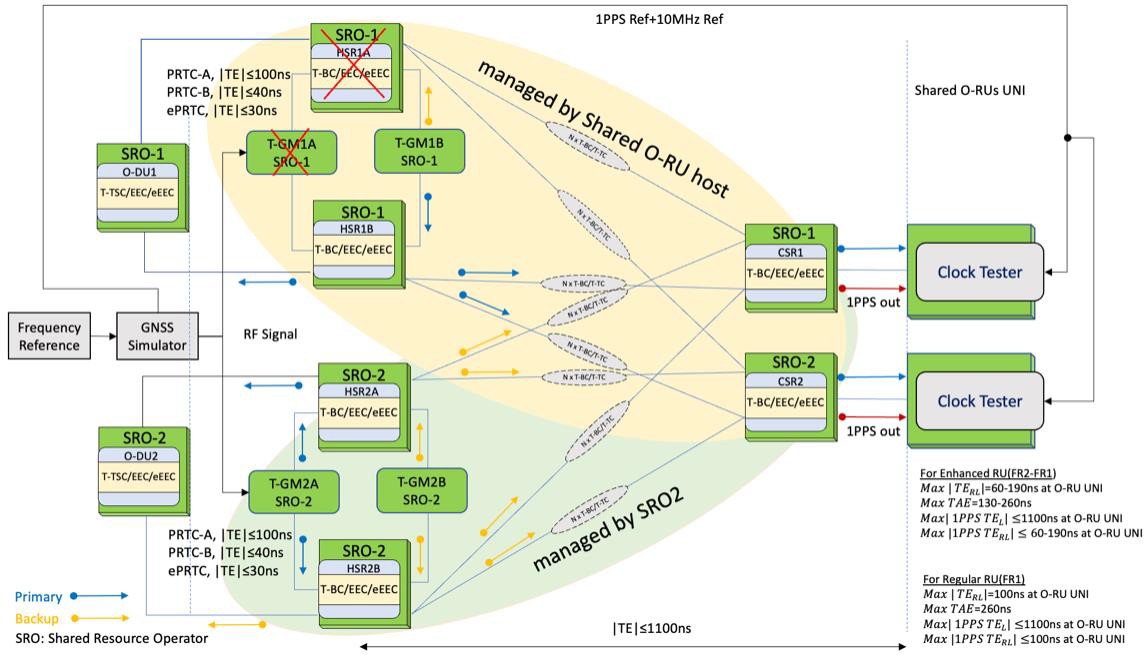 1PPS Ref+10MHz Ref
SRO-1
HSR1A
T-BC/EEC/eEEC
PRTC-A, |TE|≤100ns
PRTC-B, |TE|≤40ns
ePRTC, |TE|≤30ns
managed by Shared O-RU host
Shared O-RUs UNI
T-GM1A
SRO-1
T-GM1B
SRO-1
N x T-BC/T-TC
SRO-1
O-DU1
T-TSC/EEC/eEEC
SRO-1
HSR1B
T-BC/EEC/eEEC
N x T-BC/T-TC
SRO-1
CSR1
T-BC/EEC/eEEC
Clock Tester
1PPS out
N x T-BC/T-TC
N x T-BC/T-TC
Frequency
Reference
GNSS
Simulator
RF Signal
N x T-BC/T-TC
N x T-BC/T-TC
SRO-2
HSR2A
T-BC/EEC/eEEC
SRO-2
CSR2
T-BC/EEC/eEEC
Clock Tester
1PPS out
N x T-BC/T-TC
SRO-2
O-DU2
T-TSC/EEC/eEEC
T-GM2A
SRO-2
T-GM2B
SRO-2
N x T-BC/T-TC
managed by SRO2
PRTC-A, |TE|≤100ns
PRTC-B, |TE|≤40ns
ePRTC, |TE|≤30ns
SRO-2
HSR2B
T-BC/EEC/eEEC
For Enhanced RU(FR2-FR1)
Max |TE_RL|=60-190ns at O-RU UNI
Max TAE=130-260ns
Max|1PPS TE_L| ≤1100ns at O-RU UNI
Max|1PPS TE_RL| ≤ 60-190ns at O-RU UNI
For Regular RU(FR1)
Max |TE_RL|=100ns at O-RU UNI
Max TAE=260ns
Max|1PPS TE_L| ≤1100ns at O-RU UNI
Max |1PPS TE_RL| ≤100ns at O-RU UNI
Primary
Backup
SRO: Shared Resource Operator
|TE|≤1100ns